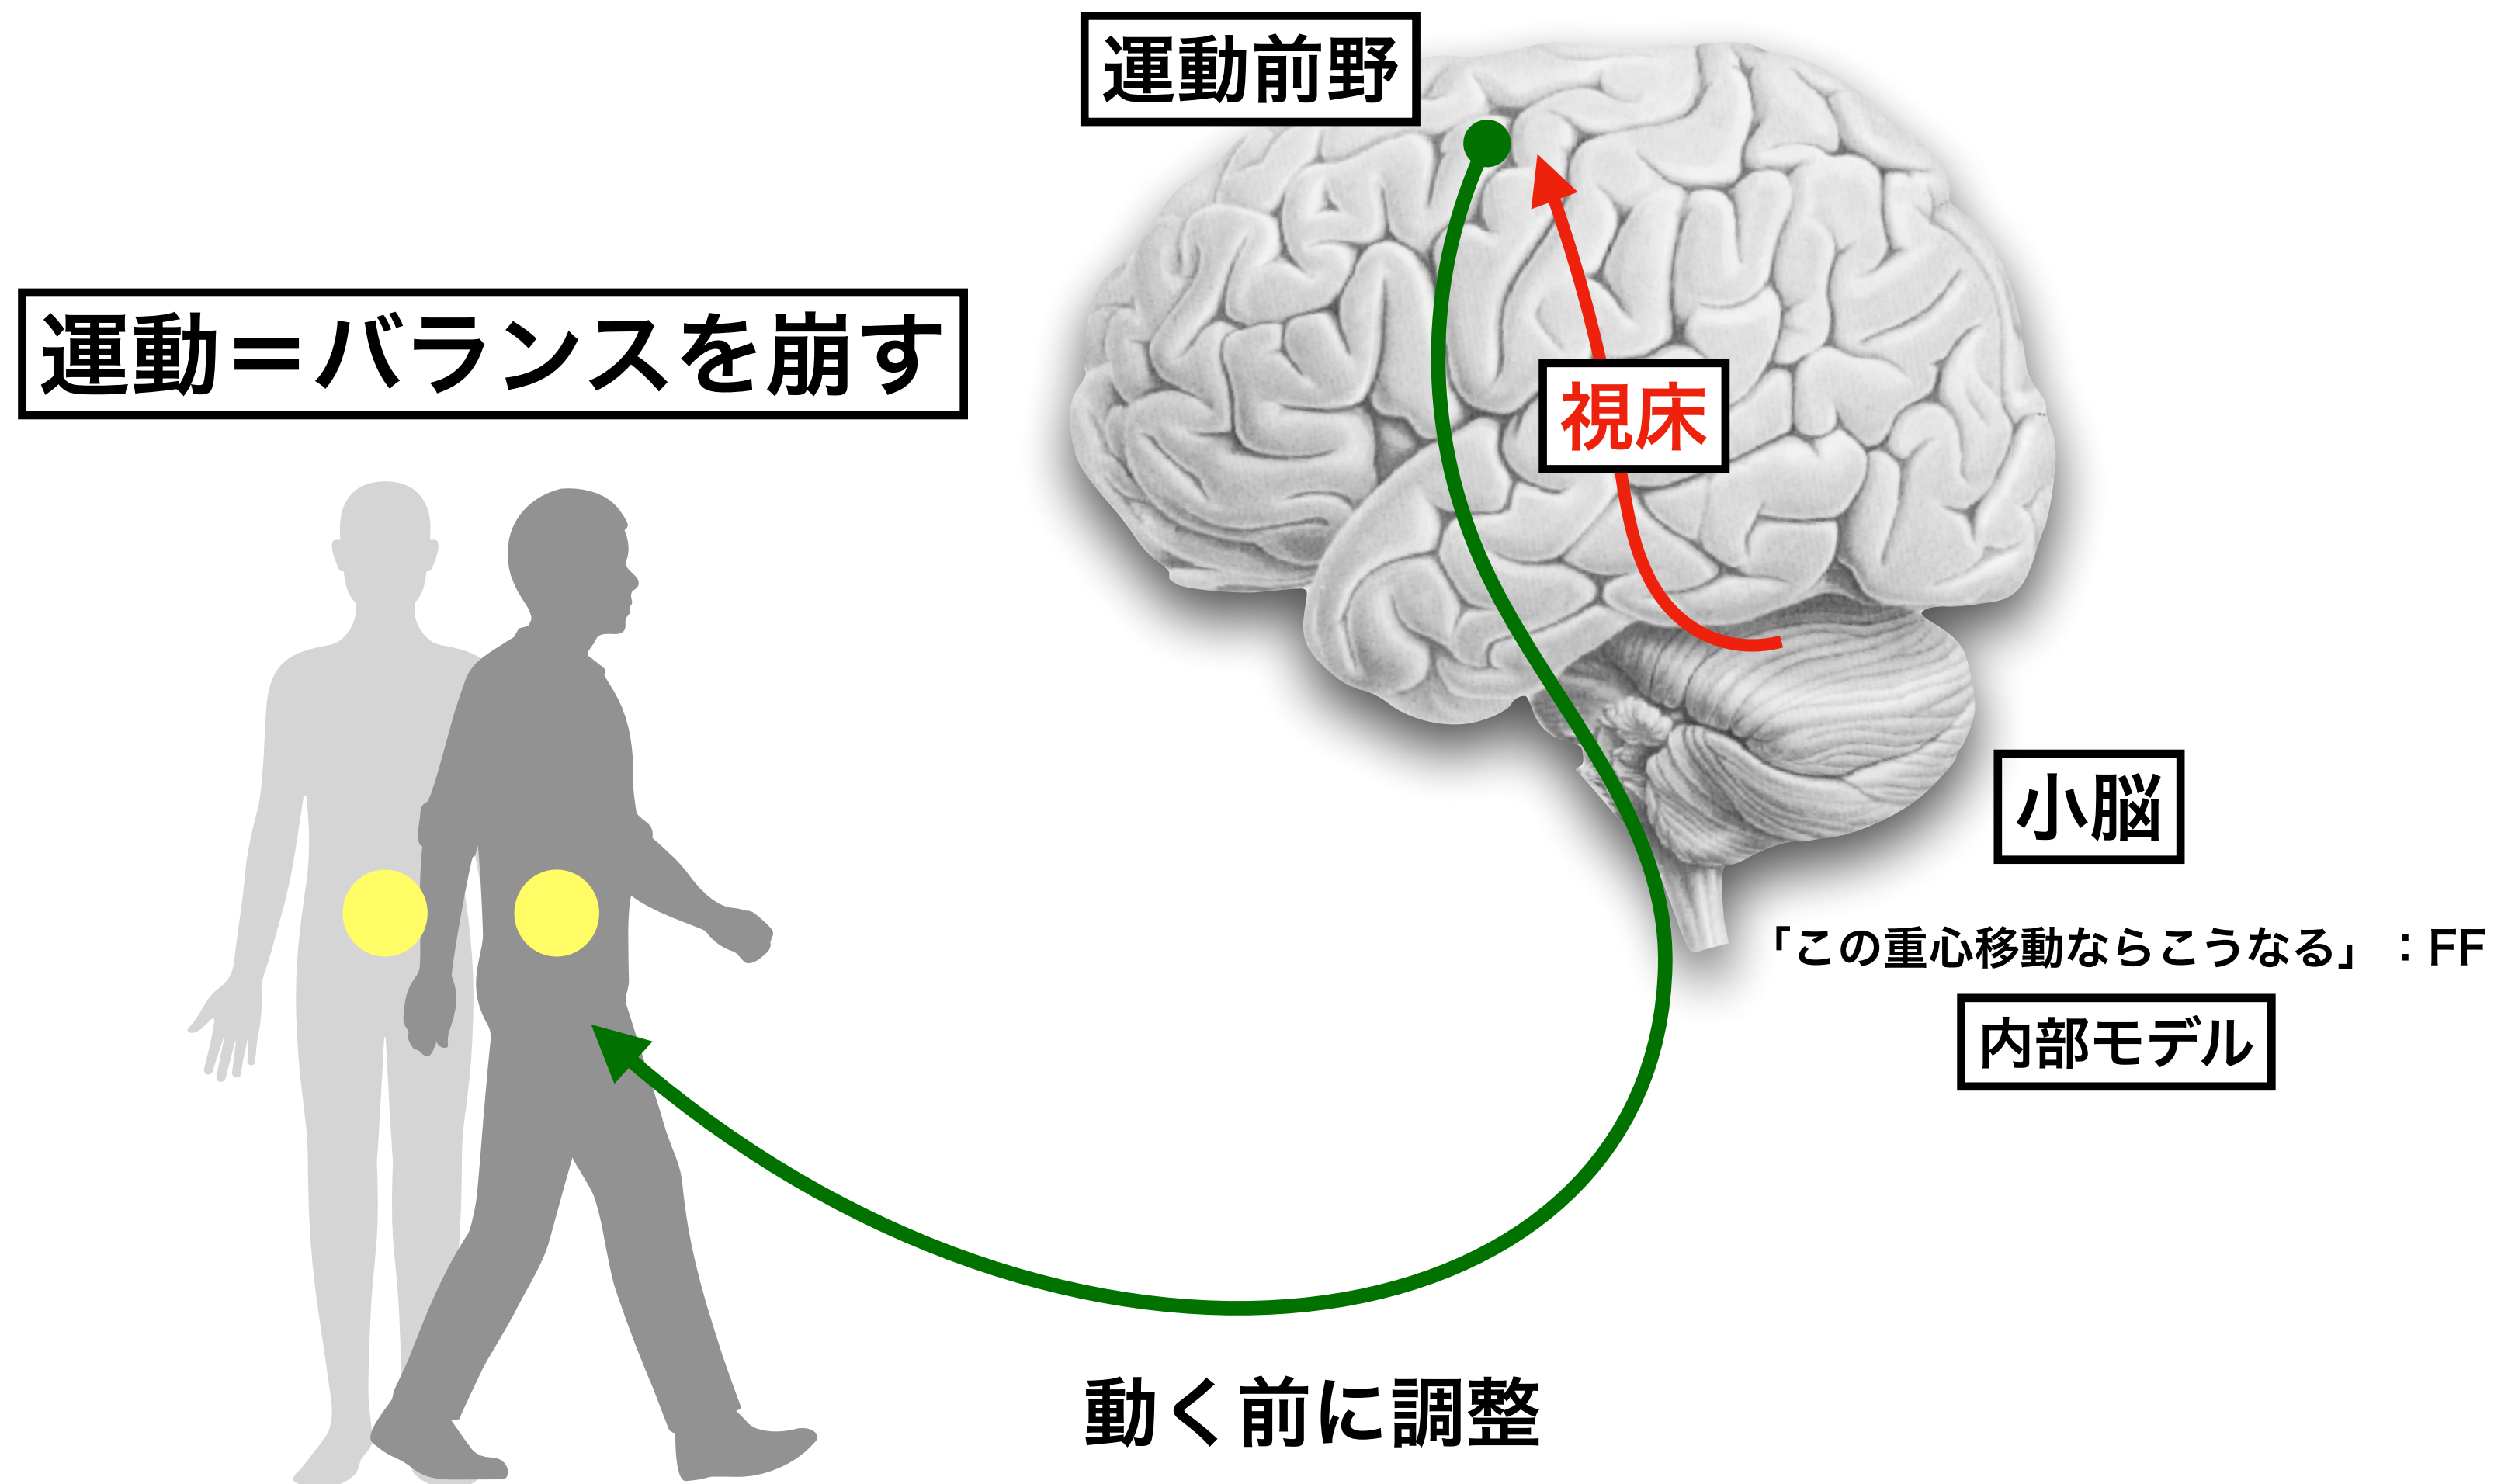 運動前野
運動＝バランスを崩す
視床
小脳
「この重心移動ならこうなる」：FF
内部モデル
動く前に調整